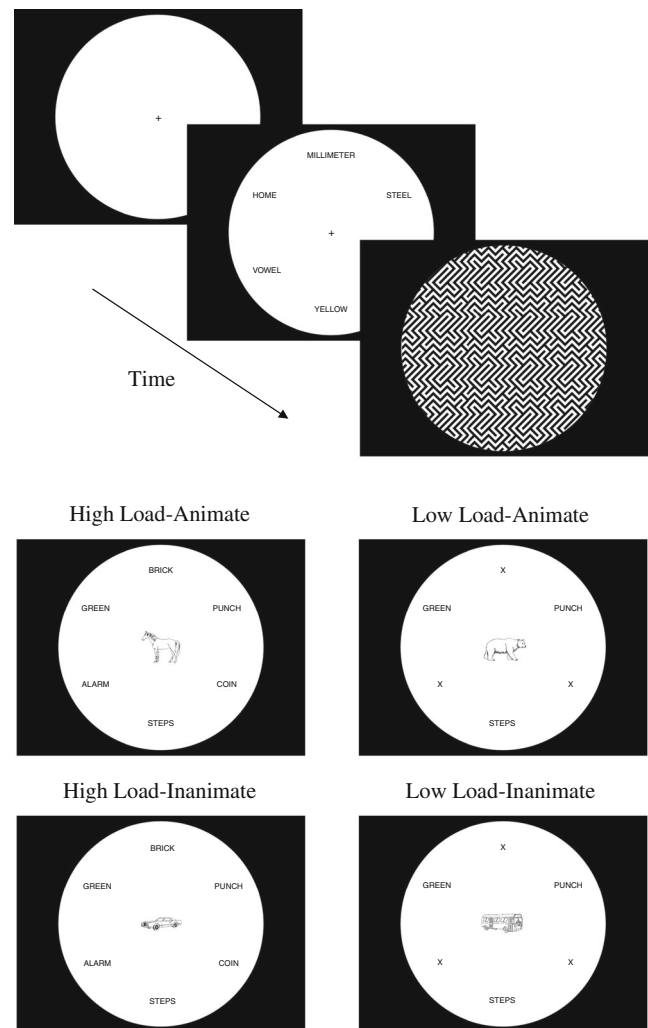 +
MILLIMETER
HOME STEEL
+
VOWEL
YELLOW
Time
High Load-Animate Low Load-Animate
BRICK X
GREEN PUNCH GREEN PUNCH
ALARM COIN X X
STEPS STEPS
High Load-Inanimate Low Load-Inanimate
BRICK X
GREEN PUNCH GREEN PUNCH
ALARM COIN X X
STEPS STEPS